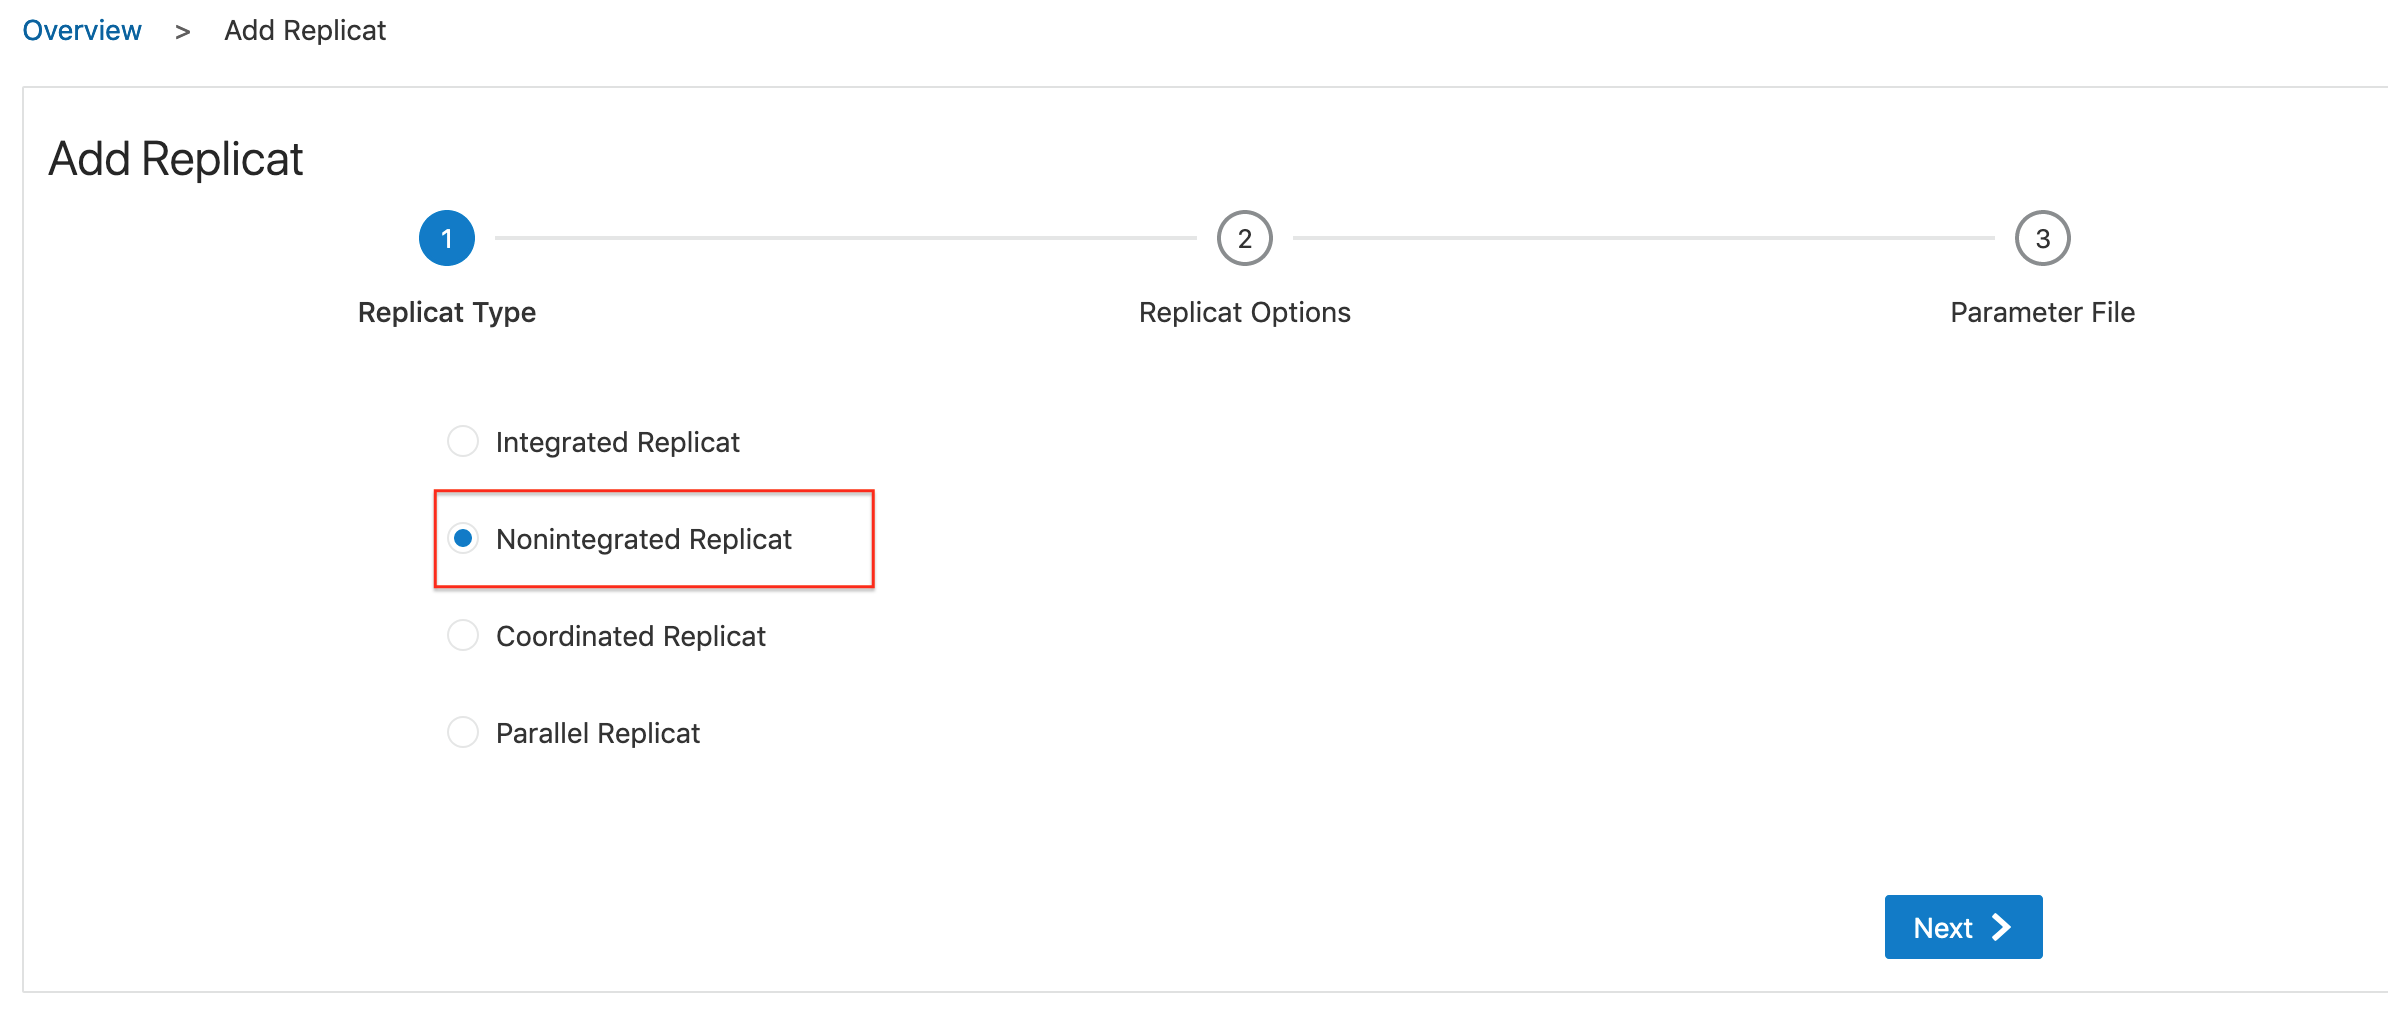 Overview > Add Replicat
Add Replicat
1 2 3
Replicat Type Replicat Options Parameter File
Integrated Replicat
Nonintegrated Replicat
Coordinated Replicat
Parallel Replicat
Next